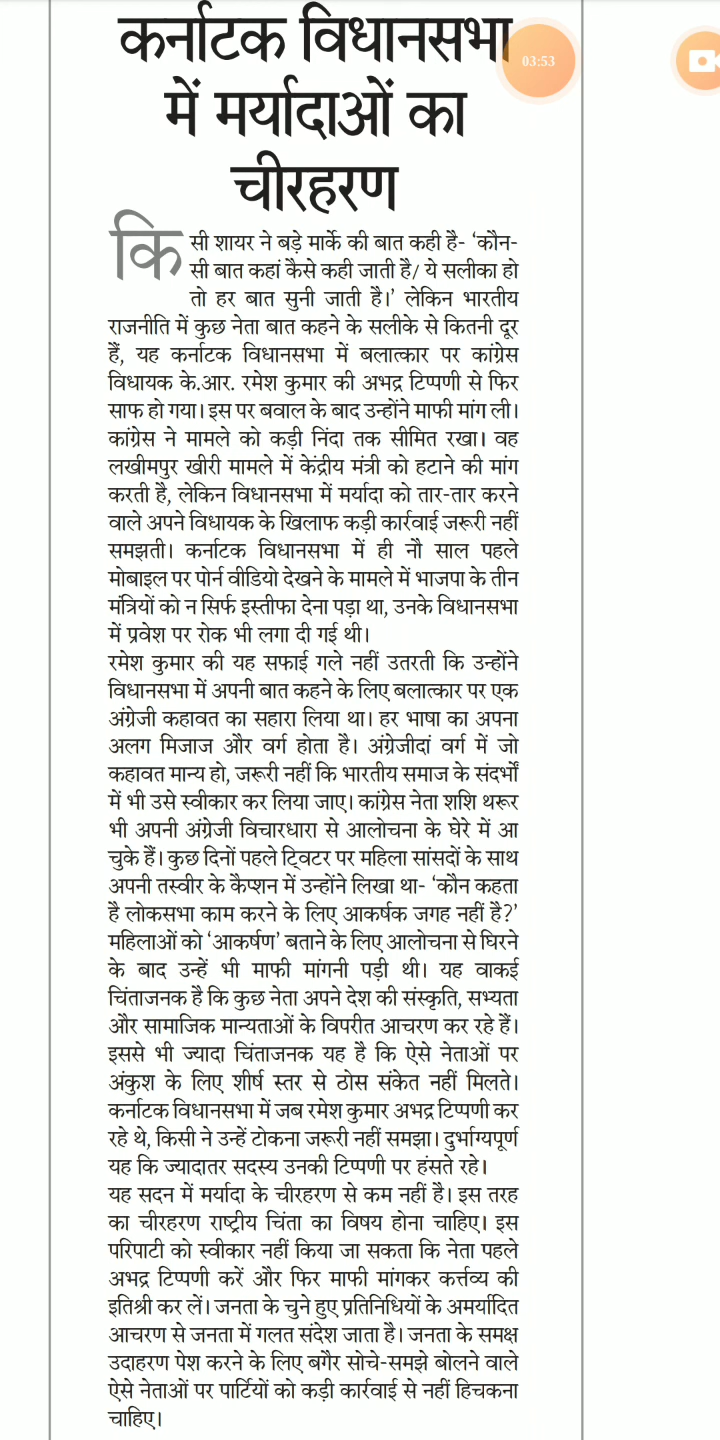 कर्नाटक विधानसभा
03:53
में मर्यादाओं का
चीरहरण
किसी शायर ने बड़े मार्के की बात कही है- ‘कौन-
सी बात कहां कैसे कही जाती है/ ये सलीका हो
तो हर बात सुनी जाती है।’ लेकिन भारतीय
राजनीति में कुछ नेता बात कहने के सलीके से कितनी दूर
हैं, यह कर्नाटक विधानसभा में बलात्कार पर कांग्रेस
विधायक के.आर. रमेश कुमार की अभद्र टिप्पणी से फिर
साफ हो गया। इस पर बवाल के बाद उन्होंने माफी मांग ली।
कांग्रेस ने मामले को कड़ी निंदा तक सीमित रखा। वह
लखीमपुर खीरी मामले में केंद्रीय मंत्री को हटाने की मांग
करती है, लेकिन विधानसभा में मर्यादा को तार-तार करने
वाले अपने विधायक के खिलाफ कड़ी कार्रवाई जरूरी नहीं
समझती। कर्नाटक विधानसभा में ही नौ साल पहले
मोबाइल पर पोर्न वीडियो देखने के मामले में भाजपा के तीन
मंत्रियों को न सिर्फ इस्तीफा देना पड़ा था, उनके विधानसभा
में प्रवेश पर रोक भी लगा दी गई थी।
रमेश कुमार की यह सफाई गले नहीं उतरती कि उन्होंने
विधानसभा में अपनी बात कहने के लिए बलात्कार पर एक
अंग्रेजी कहावत का सहारा लिया था। हर भाषा का अपना
अलग मिजाज और वर्ग होता है। अंग्रेजीदां वर्ग में जो
कहावत मान्य हो, जरूरी नहीं कि भारतीय समाज के संदर्भों
में भी उसे स्वीकार कर लिया जाए। कांग्रेस नेता शशि थरूर
भी अपनी अंग्रेजी विचारधारा से आलोचना के घेरे में आ
चुके हैं। कुछ दिनों पहले ट्विटर पर महिला सांसदों के साथ
अपनी तस्वीर के कैप्शन में उन्होंने लिखा था- ‘कौन कहता
है लोकसभा काम करने के लिए आकर्षक जगह नहीं है?’
महिलाओं को ‘आकर्षण’ बताने के लिए आलोचना से घिरने
के बाद उन्हें भी माफी मांगनी पड़ी थी। यह वाकई
चिंताजनक है कि कुछ नेता अपने देश की संस्कृति, सभ्यता
और सामाजिक मान्यताओं के विपरीत आचरण कर रहे हैं।
इससे भी ज्यादा चिंताजनक यह है कि ऐसे नेताओं पर
अंकुश के लिए शीर्ष स्तर से ठोस संकेत नहीं मिलते।
कर्नाटक विधानसभा में जब रमेश कुमार अभद्र टिप्पणी कर
रहे थे, किसी ने उन्हें टोकना जरूरी नहीं समझा। दुर्भाग्यपूर्ण
यह कि ज्यादातर सदस्य उनकी टिप्पणी पर हंसते रहे।
यह सदन में मर्यादा के चीरहरण से कम नहीं है। इस तरह
का चीरहरण राष्ट्रीय चिंता का विषय होना चाहिए। इस
परिपाटी को स्वीकार नहीं किया जा सकता कि नेता पहले
अभद्र टिप्पणी करें और फिर माफी मांगकर कर्त्तव्य की
इतिश्री कर लें। जनता के चुने हुए प्रतिनिधियों के अमर्यादित
आचरण से जनता में गलत संदेश जाता है। जनता के समक्ष
उदाहरण पेश करने के लिए बगैर सोचे-समझे बोलने वाले
ऐसे नेताओं पर पार्टियों को कड़ी कार्रवाई से नहीं हिचकना
चाहिए।